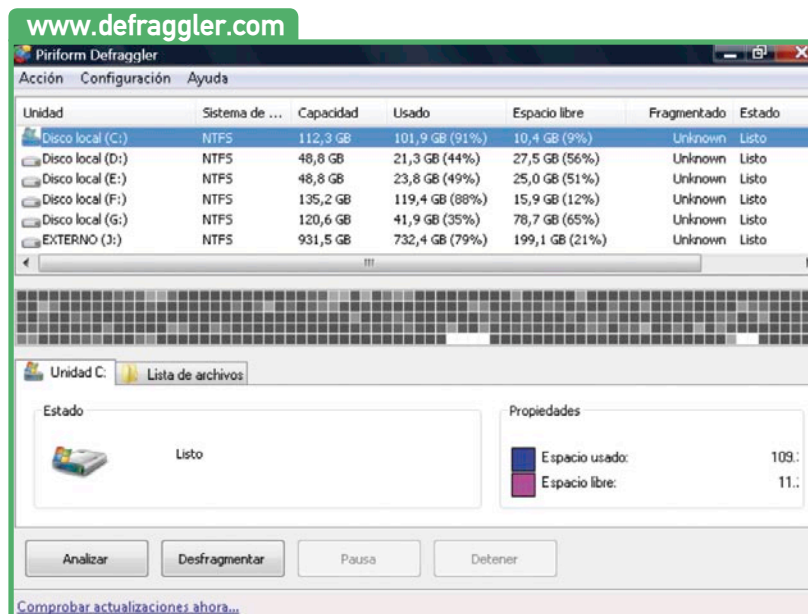 www.defraggler.com
Piriform Defraggler
Acción Configuración Ayuda
Unidad Sistema de ... Capacidad Usado Espacio libre Fragmentado Estado
Disco local (C:) NTFS 112,3 GB 101,9 GB (91%) 10,4 GB (9%) Unknown Listo
Disco local (D:) NTFS 48,8 GB 21,3 GB (44%) 27,5 GB (56%) Unknown Listo
Disco local (E:) NTFS 48,8 GB 23,8 GB (49%) 25,0 GB (51%) Unknown Listo
Disco local (F:) NTFS 135,2 GB 119,4 GB (88%) 15,9 GB (12%) Unknown Listo
Disco local (G:) NTFS 120,6 GB 41,9 GB (35%) 78,7 GB (65%) Unknown Listo
EXTERNO (J:) NTFS 931,5 GB 732,4 GB (79%) 199,1 GB (21%) Unknown Listo
Unidad C: Lista de archivos
Estado Propiedades
Listo
Espacio usado: 109.
Espacio libre: 11.
Analizar Desfragmentar Pausa Detener
Comprobar actualizaciones ahora...